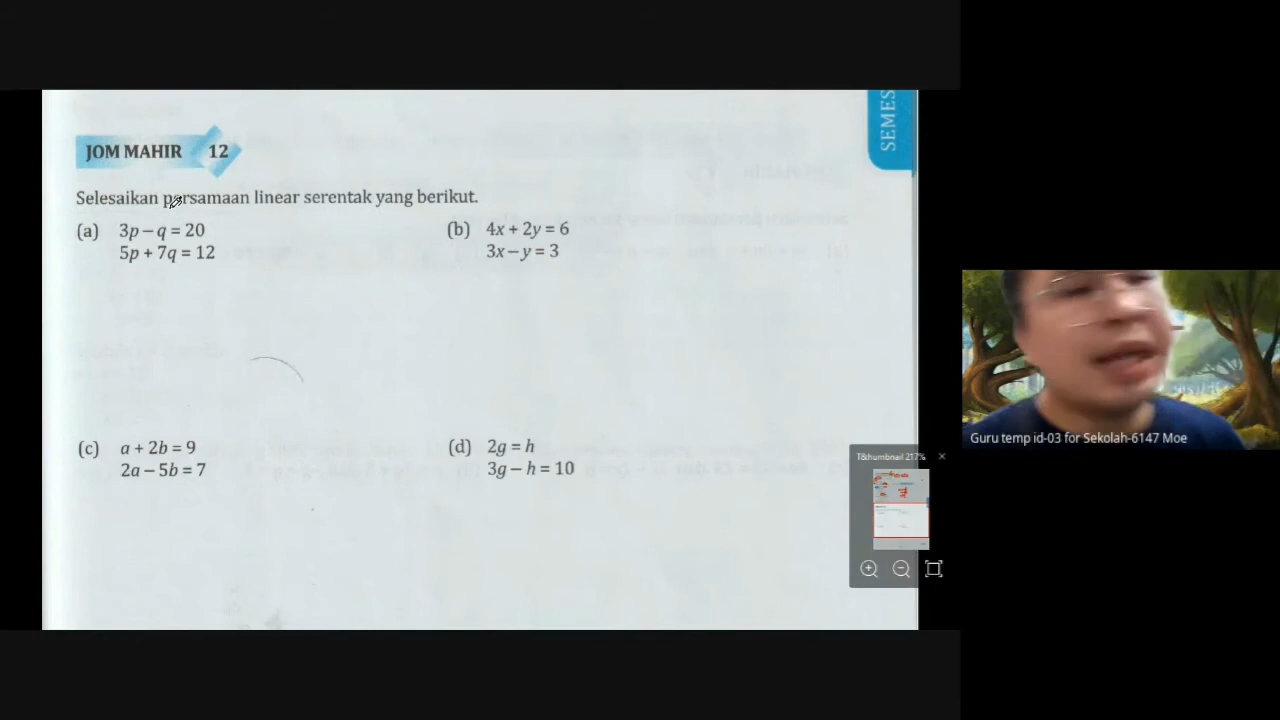 SEMES
JOM MAHIR 12
Selesaikan persamaan linear serentak yang berikut.
(a) 3p – q = 20
5p + 7q = 12
(b) 4x + 2y = 6
3x – y = 3
(c) a + 2b = 9
2a – 5b = 7
(d) 2g = h
3g – h = 10
T&humbnail 217%
Guru temp id-03 for Sekolah-6147 Moe